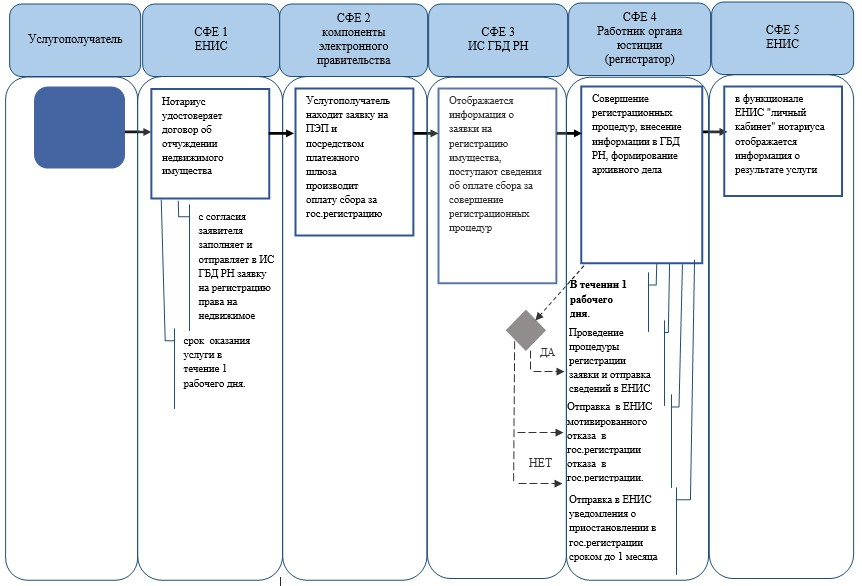 Услугополучатель
СФЕ 1
ЕНИС
СФЕ 2
компоненты
электронного
правительства
СФЕ 3
ИС ГБД РН
СФЕ 4
Работник органа
юстиции
(регистратор)
СФЕ 5
ЕНИС
Нотариус
удостоверяет
договор об
отчуждении
недвижимого
имущества
с согласия
заявителя
заполняет и
отправляет в ИС
ГБД РН заявку
на регистрацию
права на
недвижимое
срок оказания
услуги в
течение 1
рабочего дня.
Услугополучатель
находит заявку на
ПЭП и
посредством
платежного
шлюза
производит
оплату сбора за
гос.регистрацию
Отображается
информация о
заявки на
регистрацию
имущества,
поступают сведения
об оплате сбора за
совершение
регистрационных
процедур
Совершение
регистрационных
процедур, внесение
информации в ГБД
РН, формирование
архивного дела
В течении 1
рабочего
дня.
ДА
Проведение
процедуры
регистрации
заявки и отправка
сведений в ЕНИС
НЕТ
Отправка в ЕНИС
мотивированного
отказа в
гос.регистрации
отказа в
гос.регистрации.
Отправка в ЕНИС
уведомления о
приостановлении в
гос.регистрации
сроком до 1 месяца
в функционале
ЕНИС "личный
кабинет" нотариуса
отображается
информация о
результате услуги